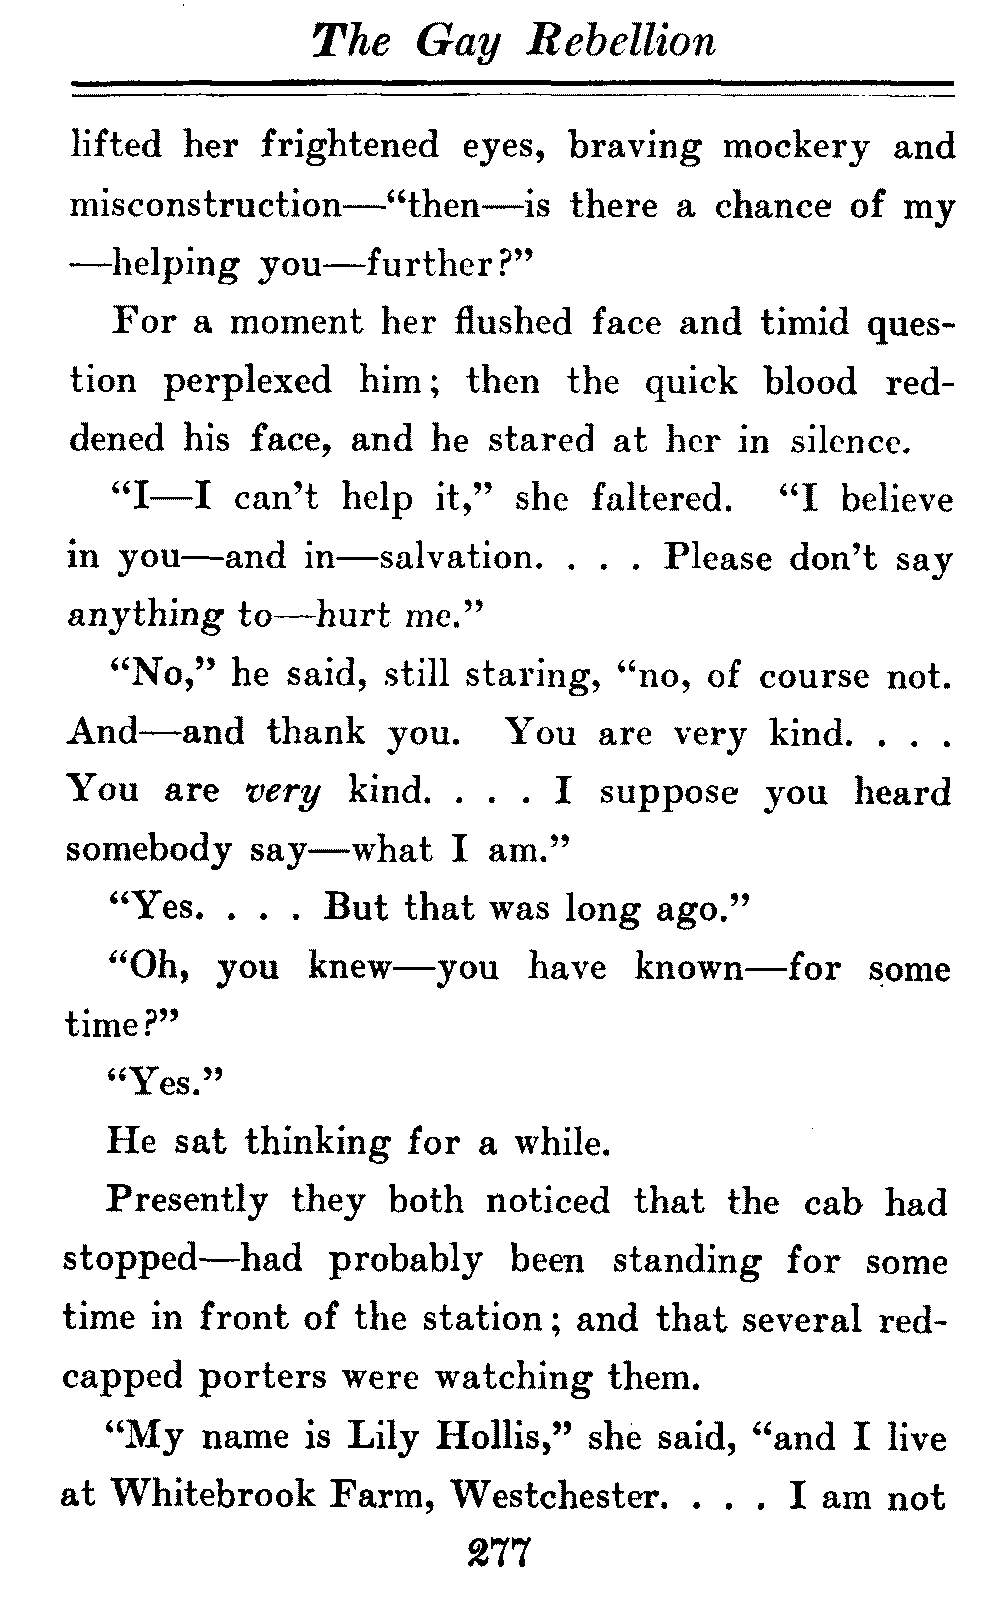 The Gay Rebellion
lifted her frightened eyes, braving mockery and
misconstruction—“then—is there a chance of my
—helping you—further?”
For a moment her flushed face and timid ques-
tion perplexed him; then the quick blood red-
dened his face, and he stared at her in silence.
“I—I can’t help it,” she faltered. “I believe
in you—and in—salvation. . . . Please don’t say
anything to—hurt me.”
“No,” he said, still staring, “no, of course not.
And—and thank you. You are very kind. . . .
You are very kind. . . . I suppose you heard
somebody say—what I am.”
“Yes. . . . But that was long ago.”
“Oh, you knew—you have known—for some
time?”
“Yes.”
He sat thinking for a while.
Presently they both noticed that the cab had
stopped—had probably been standing for some
time in front of the station; and that several red-
capped porters were watching them.
“My name is Lily Hollis,” she said, “and I live
at Whitebrook Farm, Westchester. . . . I am not
277